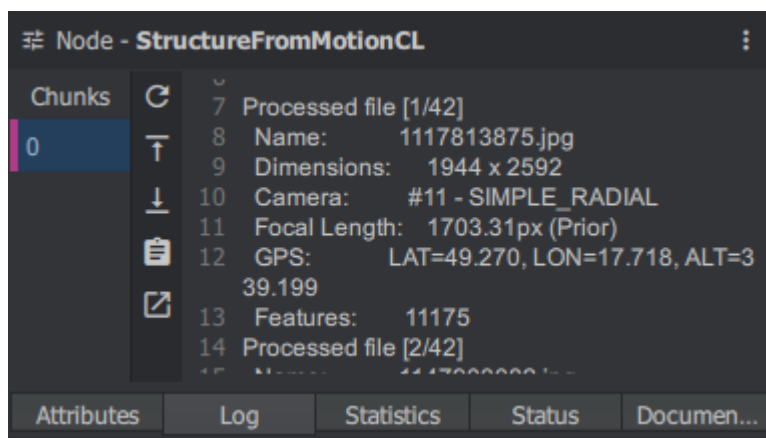 Node - StructureFromMotionCL
Chunks
0
7 Processed file [1/42]
8 Name: 1117813875.jpg
9 Dimensions: 1944 x 2592
10 Camera: #11 - SIMPLE_RADIAL
11 Focal Length: 1703.31px (Prior)
12 GPS: LAT=49.270, LON=17.718, ALT=3
39.199
13 Features: 11175
14 Processed file [2/42]
Attributes Log Statistics Status Documen...